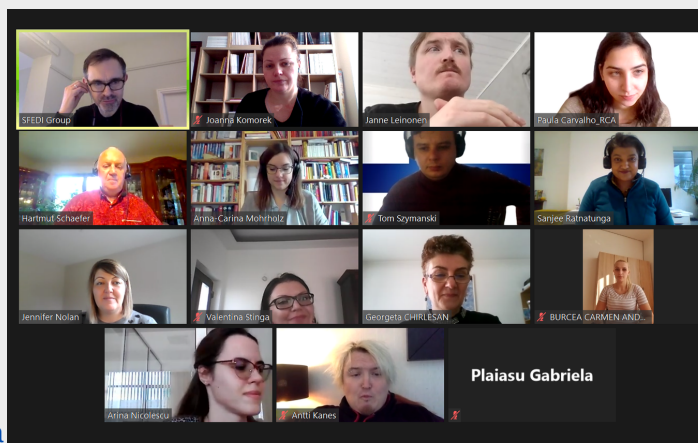 SFEDI Group
Joanna Komorek
Janne Leinonen
Paula Carvalho_RCA
Hartmut Schaefer
Anna-Carina Mohrholz
Tom Szymanski
Sanjee Ratnatunga
Jennifer Nolan
Valentina Stinga
Georgeta CHIRLESAN
BURCEA CARMEN AND...
Arina Nicolescu
Antti Kanes
Plaiasu Gabriela